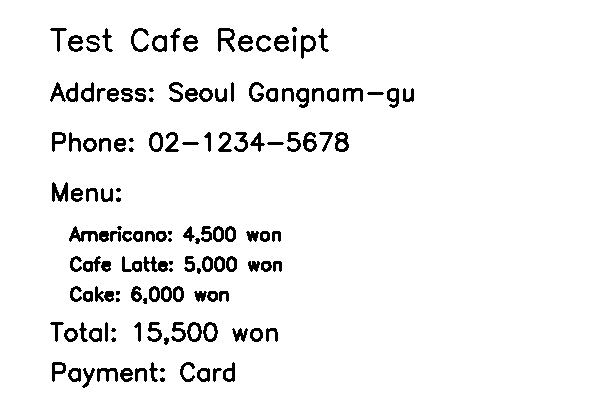 Test Cafe Receipt
Address: Seoul Gangnam-gu
Phone: 02-1234-5678
Menu:
Americano: 4,500 won
Cafe Latte: 5,000 won
Cake: 6,000 won
Total: 15,500 won
Payment: Card